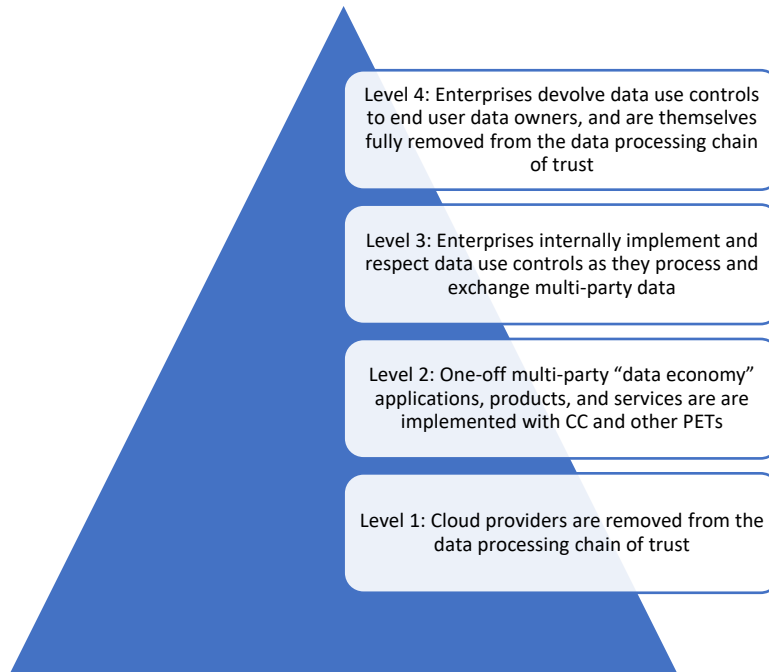 Level 4: Enterprises devolve data use controls
to end user data owners, and are themselves
fully removed from the data processing chain
of trust
Level 3: Enterprises internally implement and
respect data use controls as they process and
exchange multi-party data
Level 2: One-off multi-party “data economy”
applications, products, and services are are
implemented with CC and other PETs
Level 1: Cloud providers are removed from the
data processing chain of trust